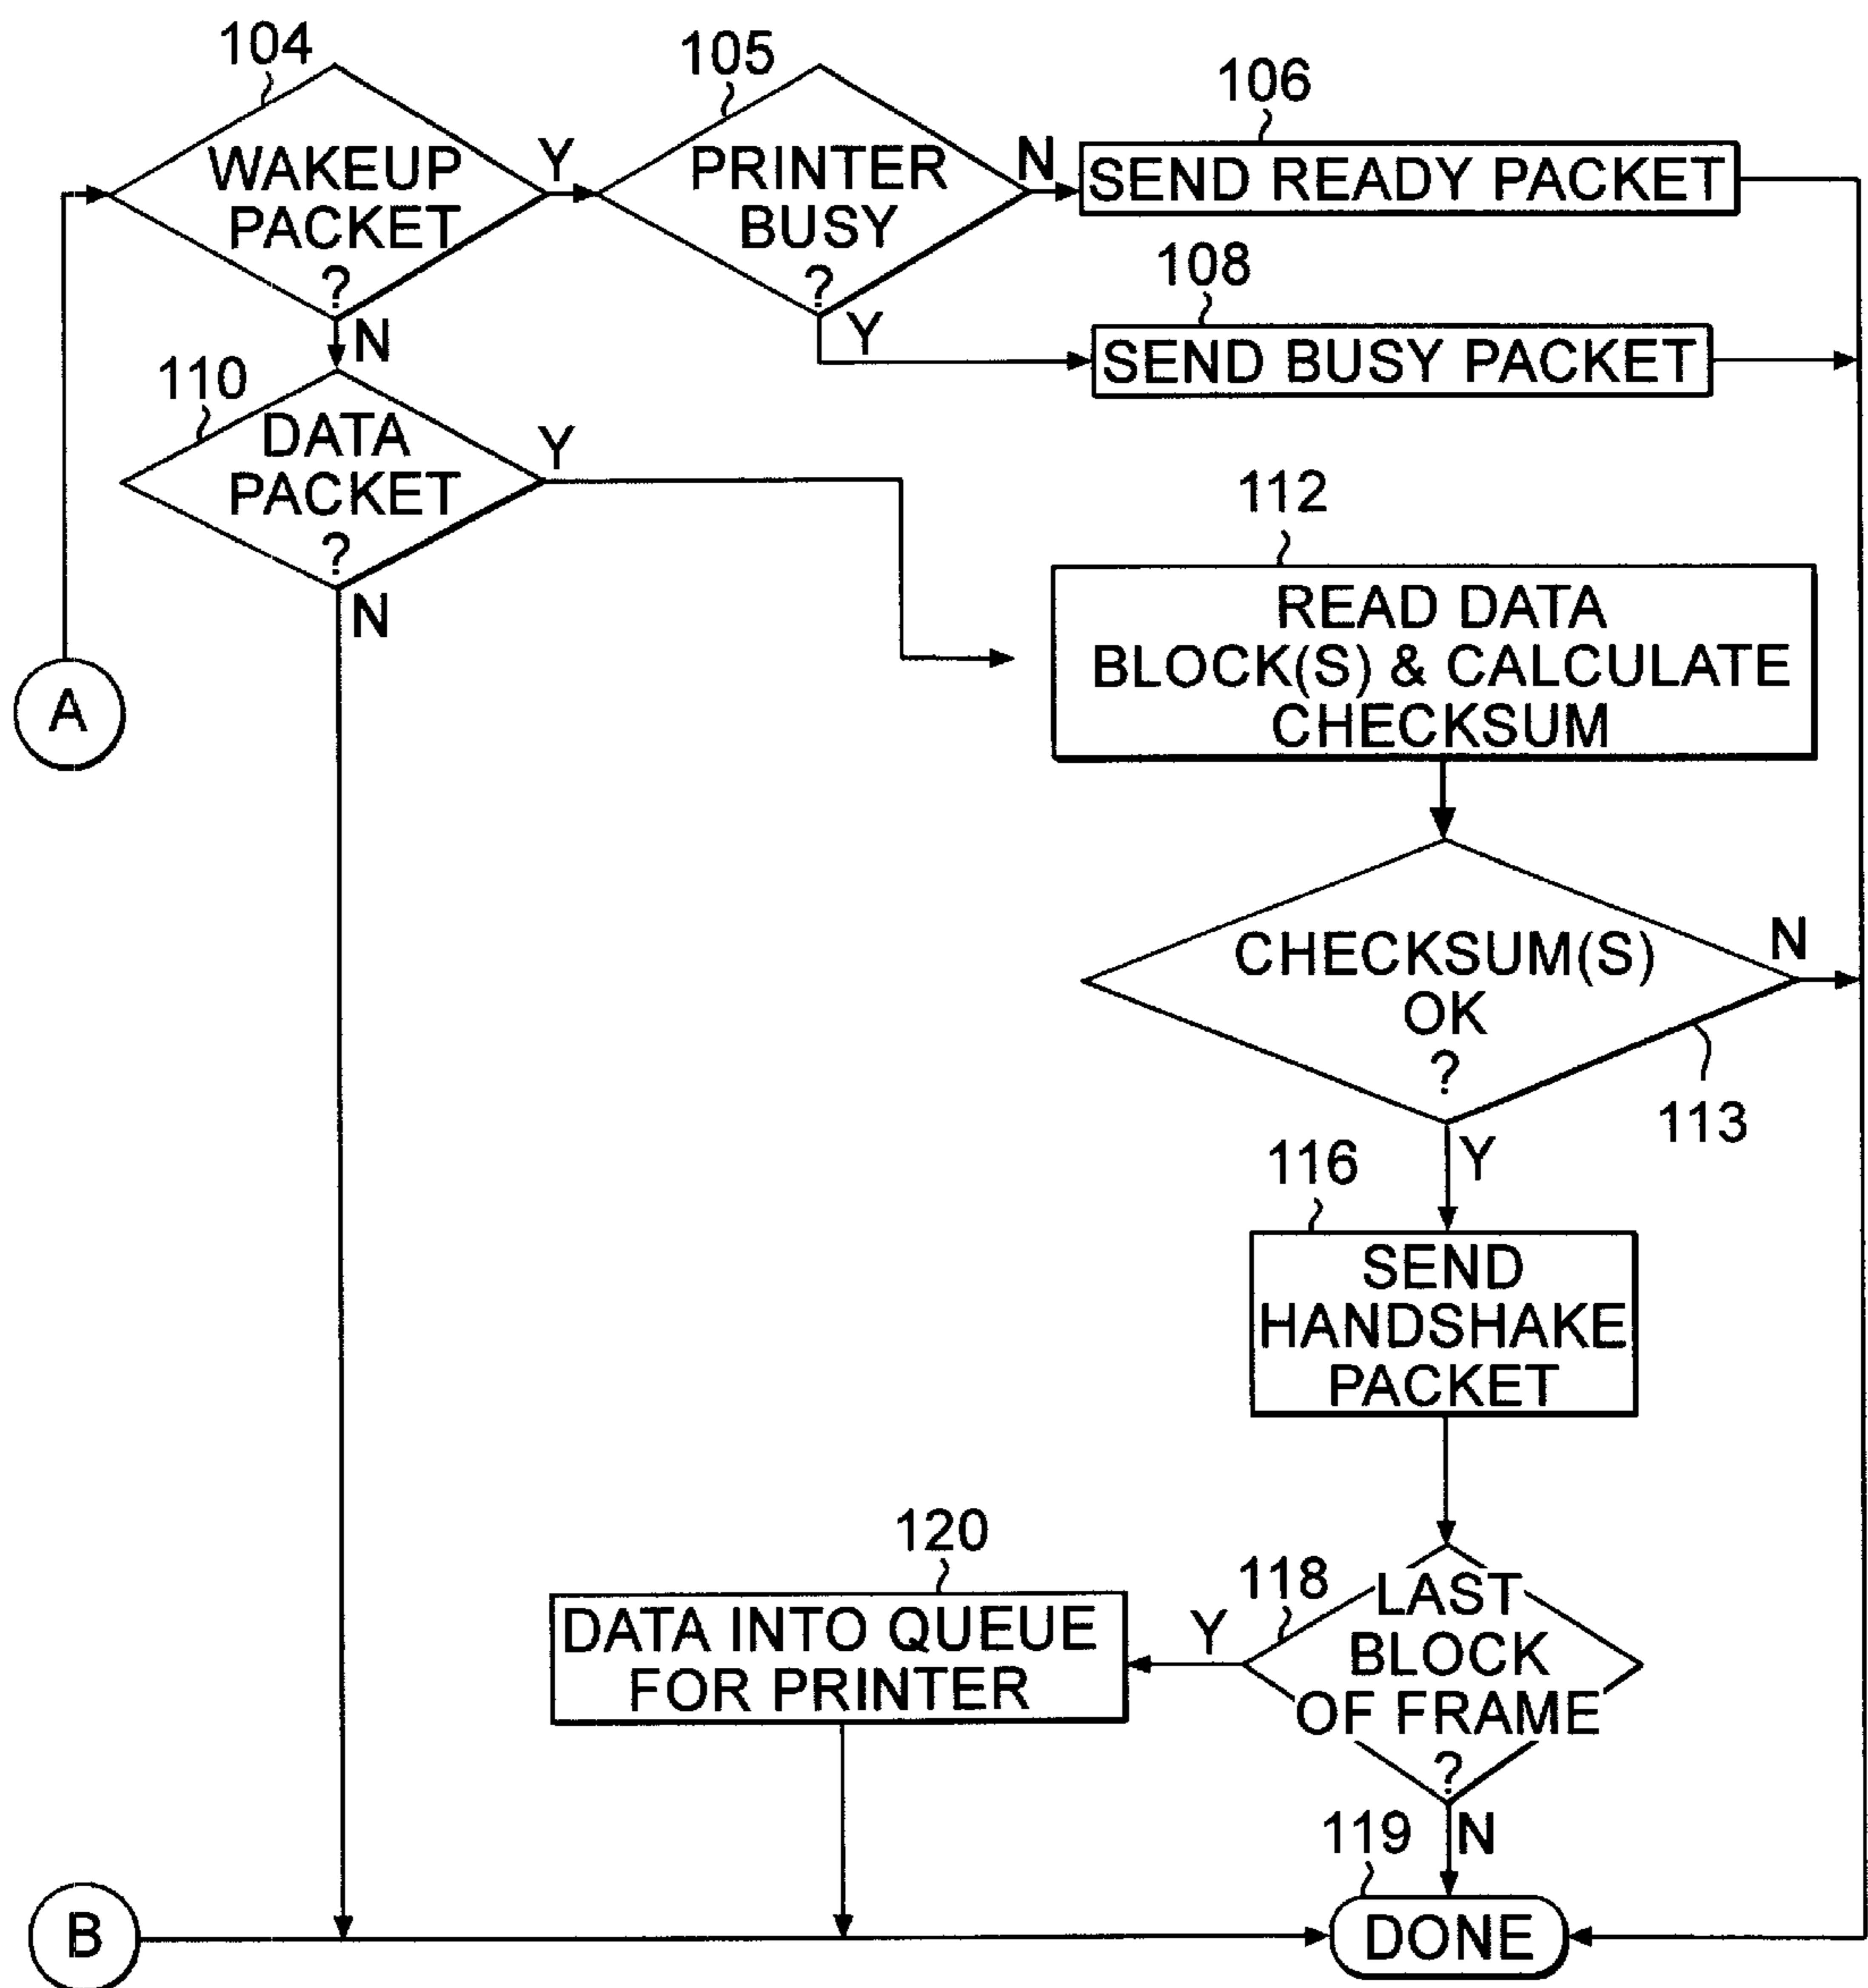 104
105
106
WAKEUP
PACKET
?
Y
N
PRINTER
BUSY
?
N
Y
SEND READY PACKET
108
SEND BUSY PACKET
110
DATA
PACKET
?
Y
N
112
READ DATA
BLOCK(S) & CALCULATE
CHECKSUM
A
CHECKSUM(S)
OK
?
N
113
Y
116
SEND
HANDSHAKE
PACKET
120
DATA INTO QUEUE
FOR PRINTER
118
Y
LAST
BLOCK
OF FRAME
?
N
119
B
DONE